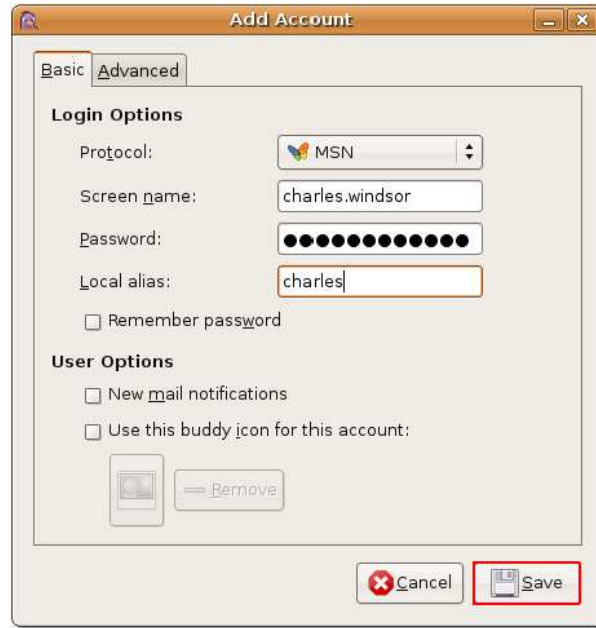 Add Account
Basic Advanced
Login Options
Protocol: MSN
Screen name: charles.windsor
Password: ●●●●●●●●●●●●
Local alias: charles
Remember password
User Options
New mail notifications
Use this buddy icon for this account:
Remove
Cancel Save